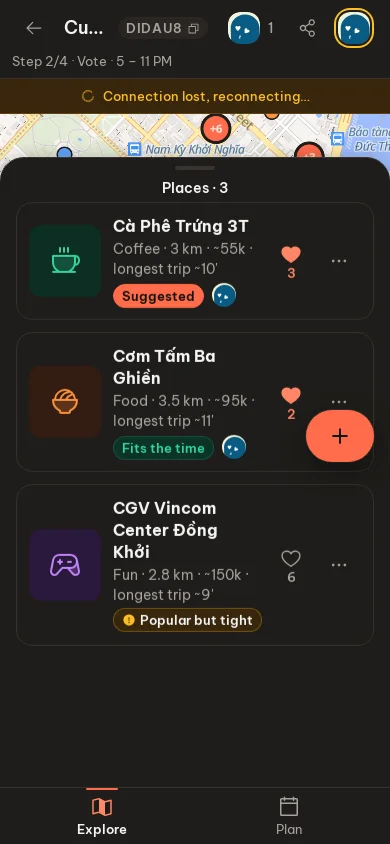 Cu...
DIDAU8
1
Step 2/4 · Vote · 5 – 11 PM
Connection lost, reconnecting...
+6
Nam Kỳ Khởi Nghĩa
Bảo tàng
Đức Th
Places · 3
Cà Phê Trứng 3T
Coffee · 3 km · ~55k ·
longest trip ~10'
3
Suggested
Cơm Tấm Ba
Ghiền
Food · 3.5 km · ~95k ·
longest trip ~11'
2
Fits the time
CGV Vincom
Center Đồng
Khởi
Fun · 2.8 km · ~150k ·
longest trip ~9'
6
Popular but tight
Explore
Plan